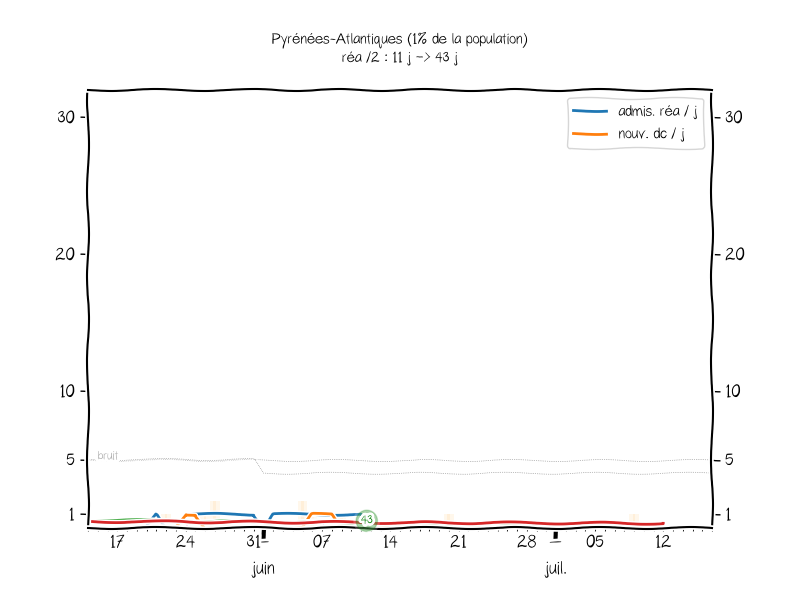 Pyrénées-Atlantiques (1% de la population)
réa /2 : 11 j -> 43 j
admis. réa / j
nouv. dc / j
30 30
20 20
10 10
5 bruit 5
1 43 1
17 24 31 07 14 21 28 05 12
juin juil.